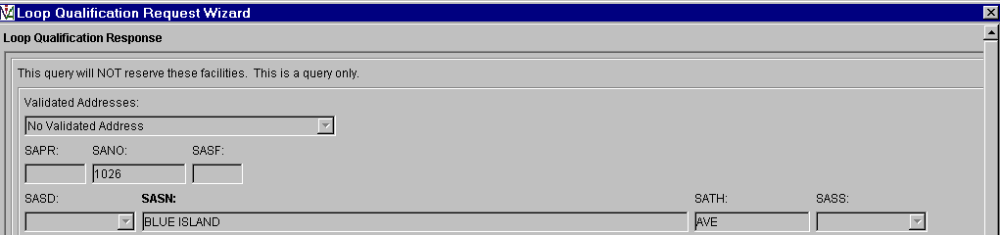 Loop Qualification Request Wizard
Loop Qualification Response
This query will NOT reserve these facilities. This is a query only.
Validated Addresses:
No Validated Address
SAPR: SANO: SASF:
1026
SASD: SASN: SATH: SASS:
BLUE ISLAND AVE